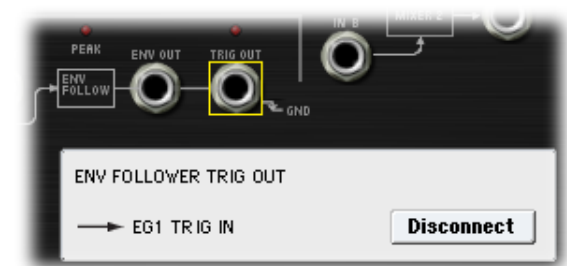 IN B
MIXER 2
PEAK
ENV OUT
TRIG OUT
ENV
FOLLOW
GND
ENV FOLLOWER TRIG OUT
EG1 TRIG IN
Disconnect